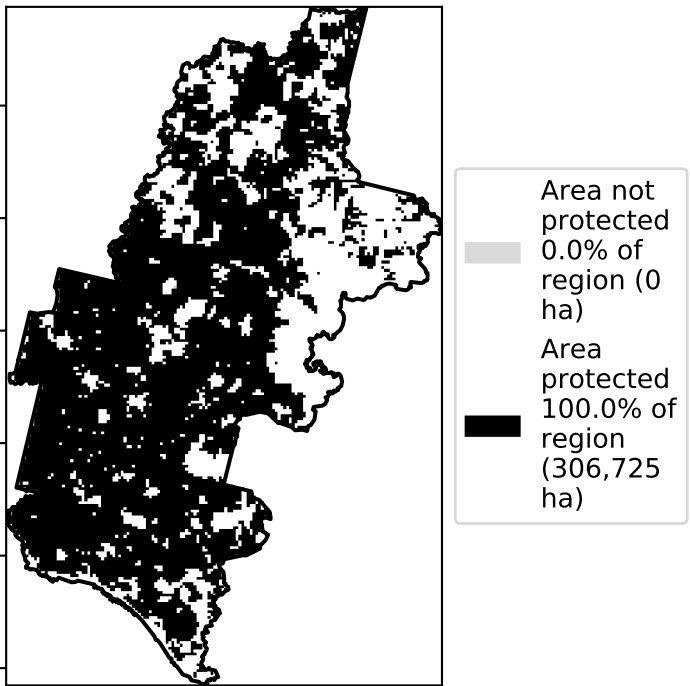 Area not
protected
0.0% of
region (0
ha)
Area
protected
100.0% of
region
(306,725
ha)